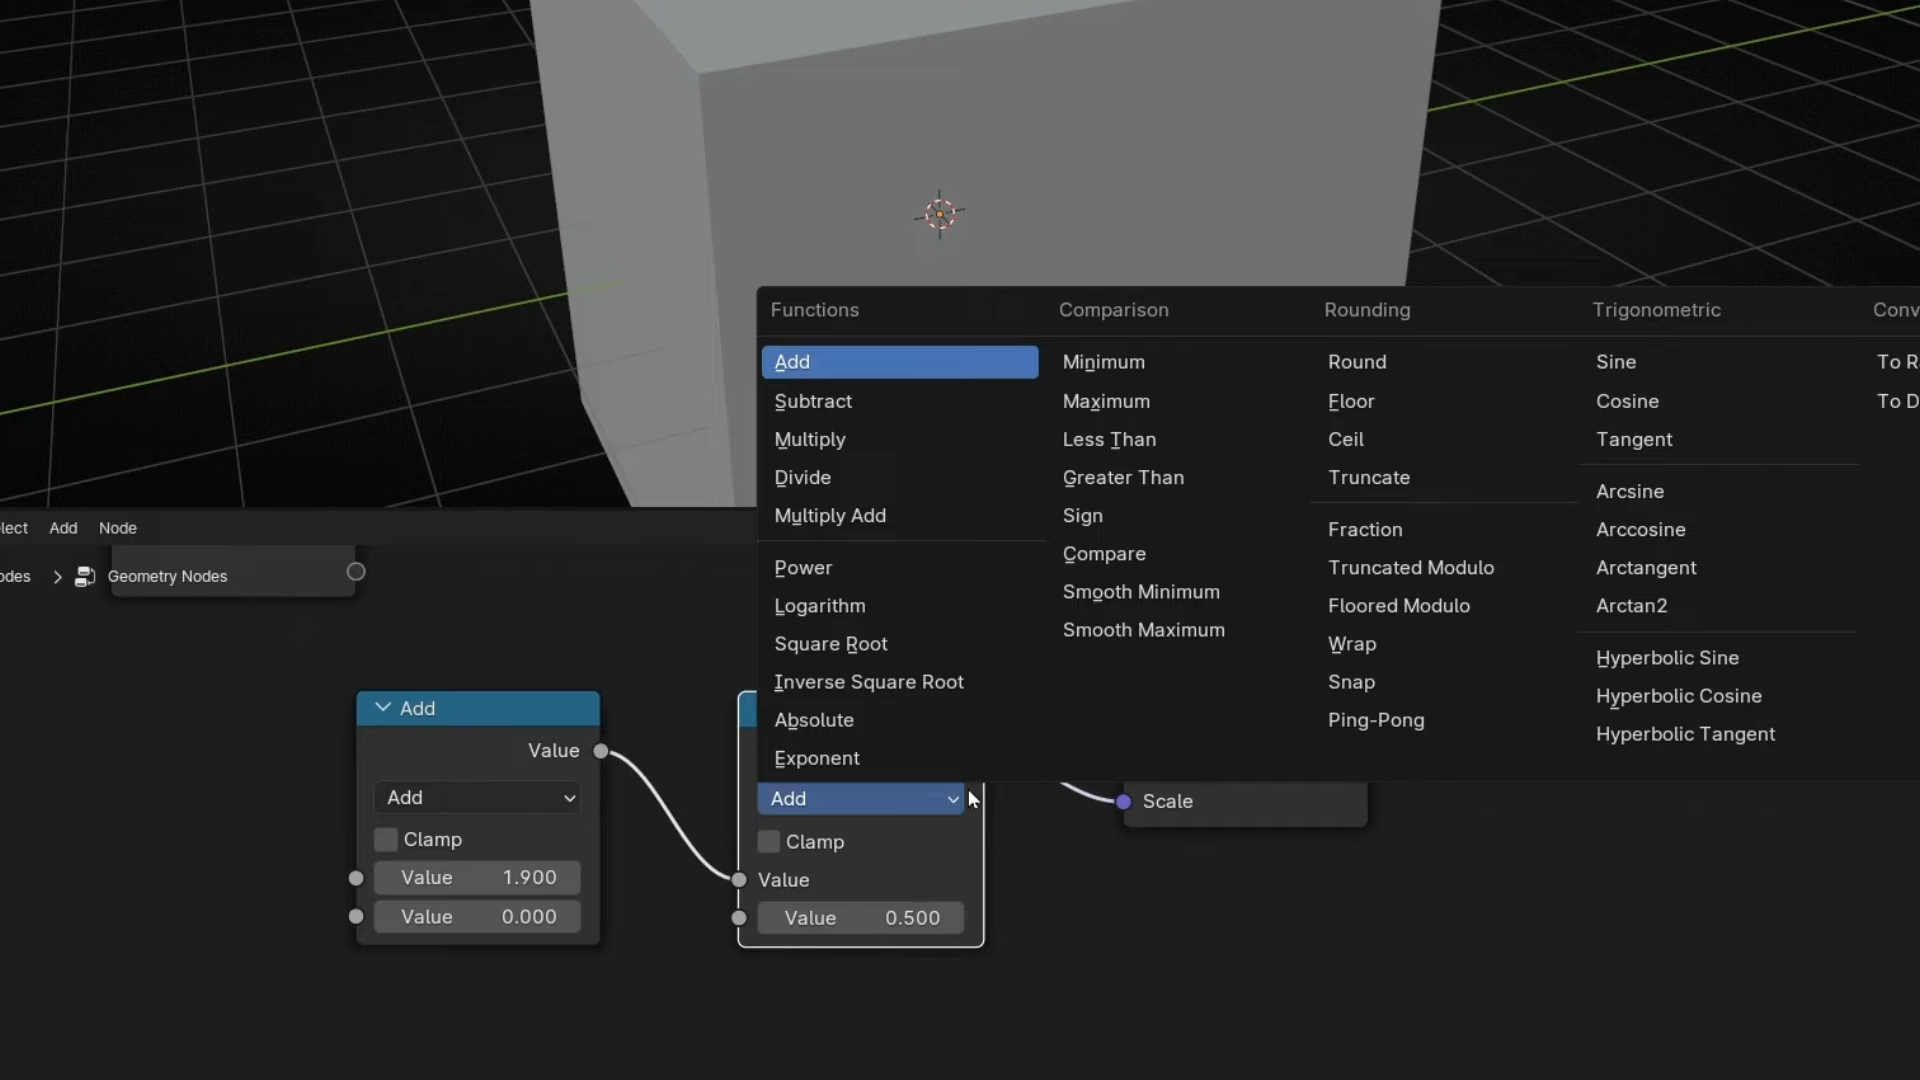 Functions
Add
Subtract
Multiply
Divide
Multiply Add
Power
Logarithm
Square Root
Inverse Square Root
Absolute
Exponent
Comparison
Minimum
Maximum
Less Than
Greater Than
Sign
Compare
Smooth Minimum
Smooth Maximum
Rounding
Round
Floor
Ceil
Truncate
Fraction
Truncated Modulo
Floored Modulo
Wrap
Snap
Ping-Pong
Trigonometric
Sine
Cosine
Tangent
Arcsine
Arccosine
Arctangent
Arctan2
Hyperbolic Sine
Hyperbolic Cosine
Hyperbolic Tangent
Conv
To R
To D
lect Add Node
odes > Geometry Nodes
Add
Value
Add
Clamp
Value 1.900
Value 0.000
Add
Clamp
Value
Value 0.500
Scale